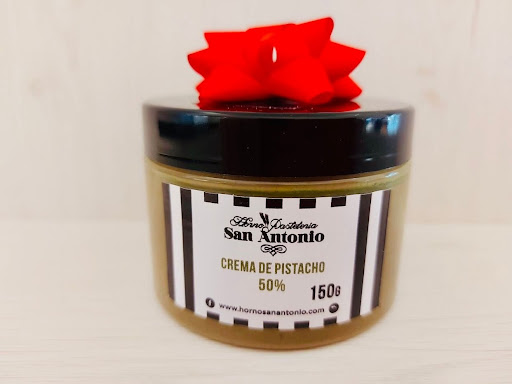 Horno Pastelería
San Antonio
CREMA DE PISTACHO
50%
150G
www.hornosanantonio.com